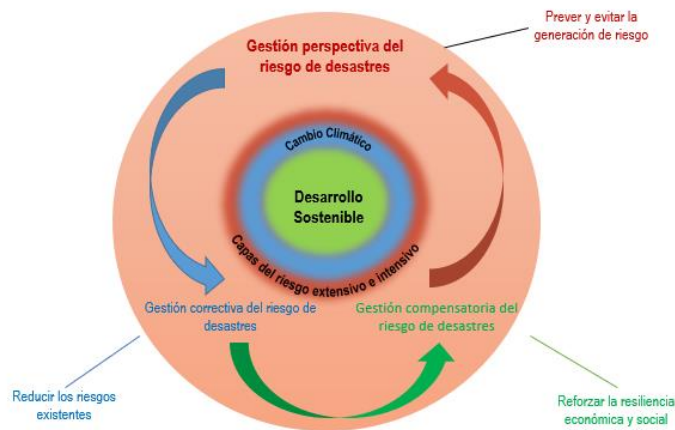 Prever y evitar la
generación de riesgo
Gestión perspectiva del
riesgo de desastres
Cambio Climático
Desarrollo
Sostenible
Capas del riesgo extensivo e intensivo
Gestión correctiva del riesgo de
desastres
Gestión compensatoria del
riesgo de desastres
Reducir los riesgos
existentes
Reforzar la resiliencia
económica y social